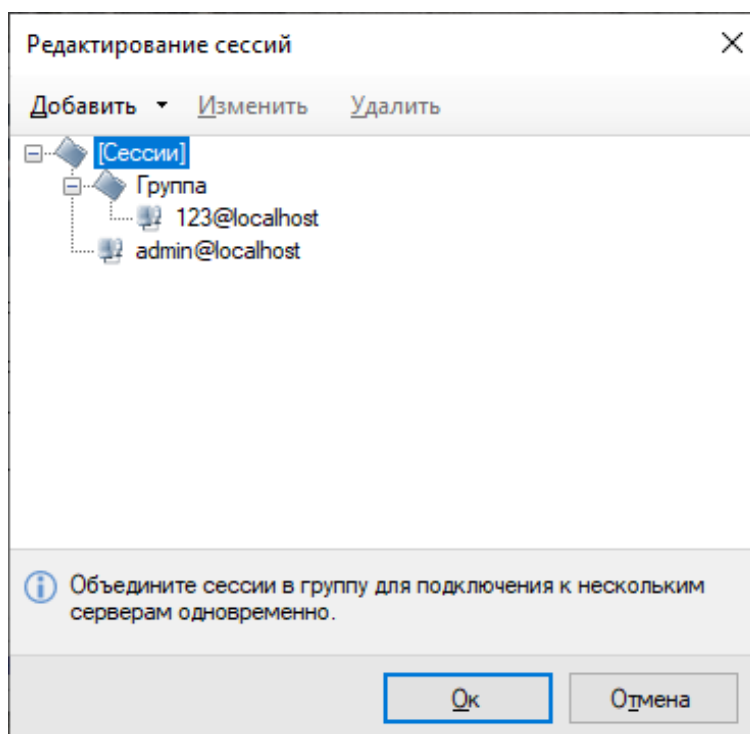 Редактирование сессий
Добавить Изменить Удалить
[Сессии]
Группа
123@localhost
admin@localhost
Объедините сессии в группу для подключения к нескольким
серверам одновременно.
Ок Отмена